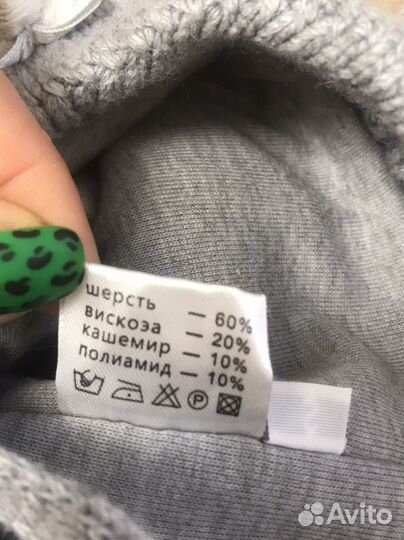 шерсть — 60%
вискоза — 20%
кашемир — 10%
полиамид — 10%
P
Avito